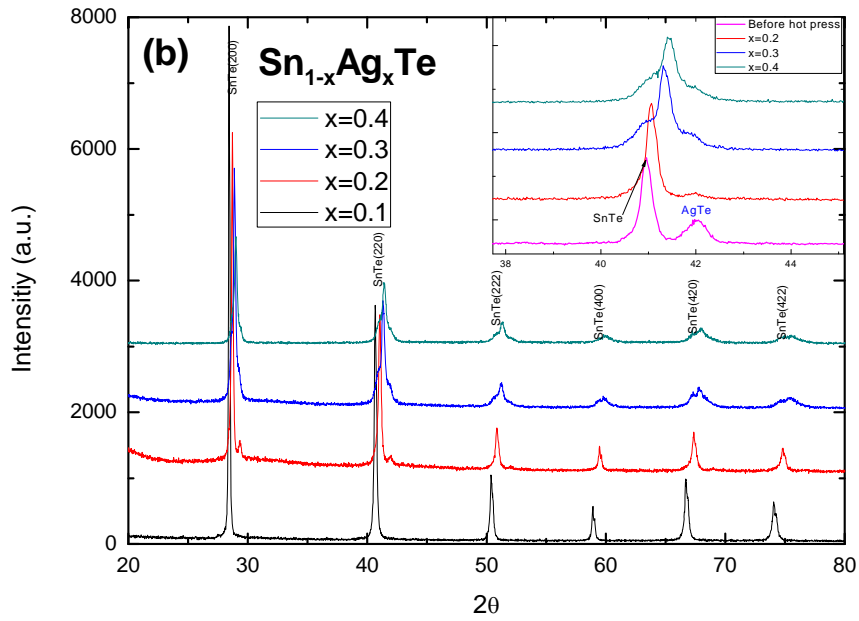 (b)
Sn1-xAgxTe
x=0.4
x=0.3
x=0.2
x=0.1
SnTe(200)
SnTe(220)
SnTe(222)
SnTe(400)
SnTe(420)
SnTe(422)
Before hot press
x=0.2
x=0.3
x=0.4
SnTe
AgTe
38
40
42
44
8000
6000
4000
2000
0
Intensitiy (a.u.)
20
30
40
50
60
70
80
2θ